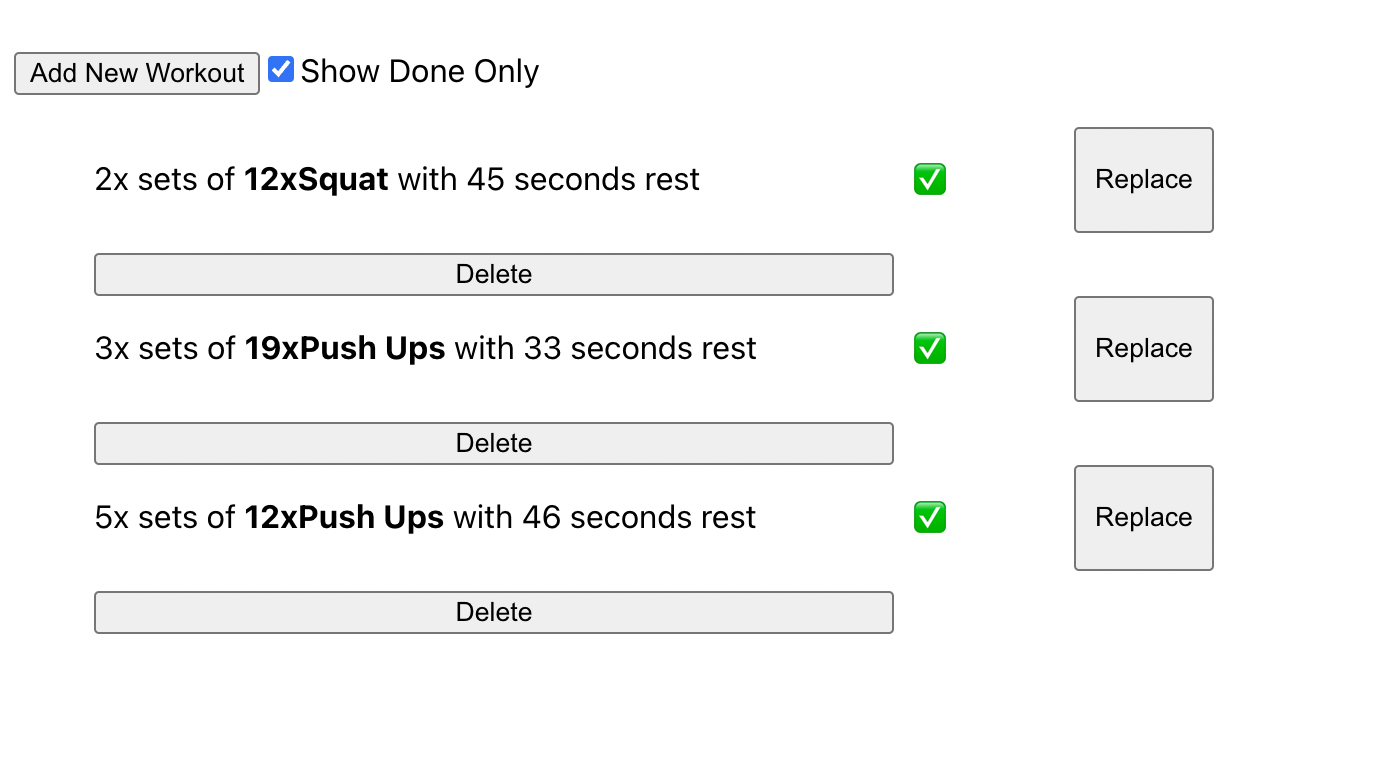 Add New Workout Show Done Only
2x sets of 12xSquat with 45 seconds rest ✅ Replace
Delete
3x sets of 19xPush Ups with 33 seconds rest ✅ Replace
Delete
5x sets of 12xPush Ups with 46 seconds rest ✅ Replace
Delete